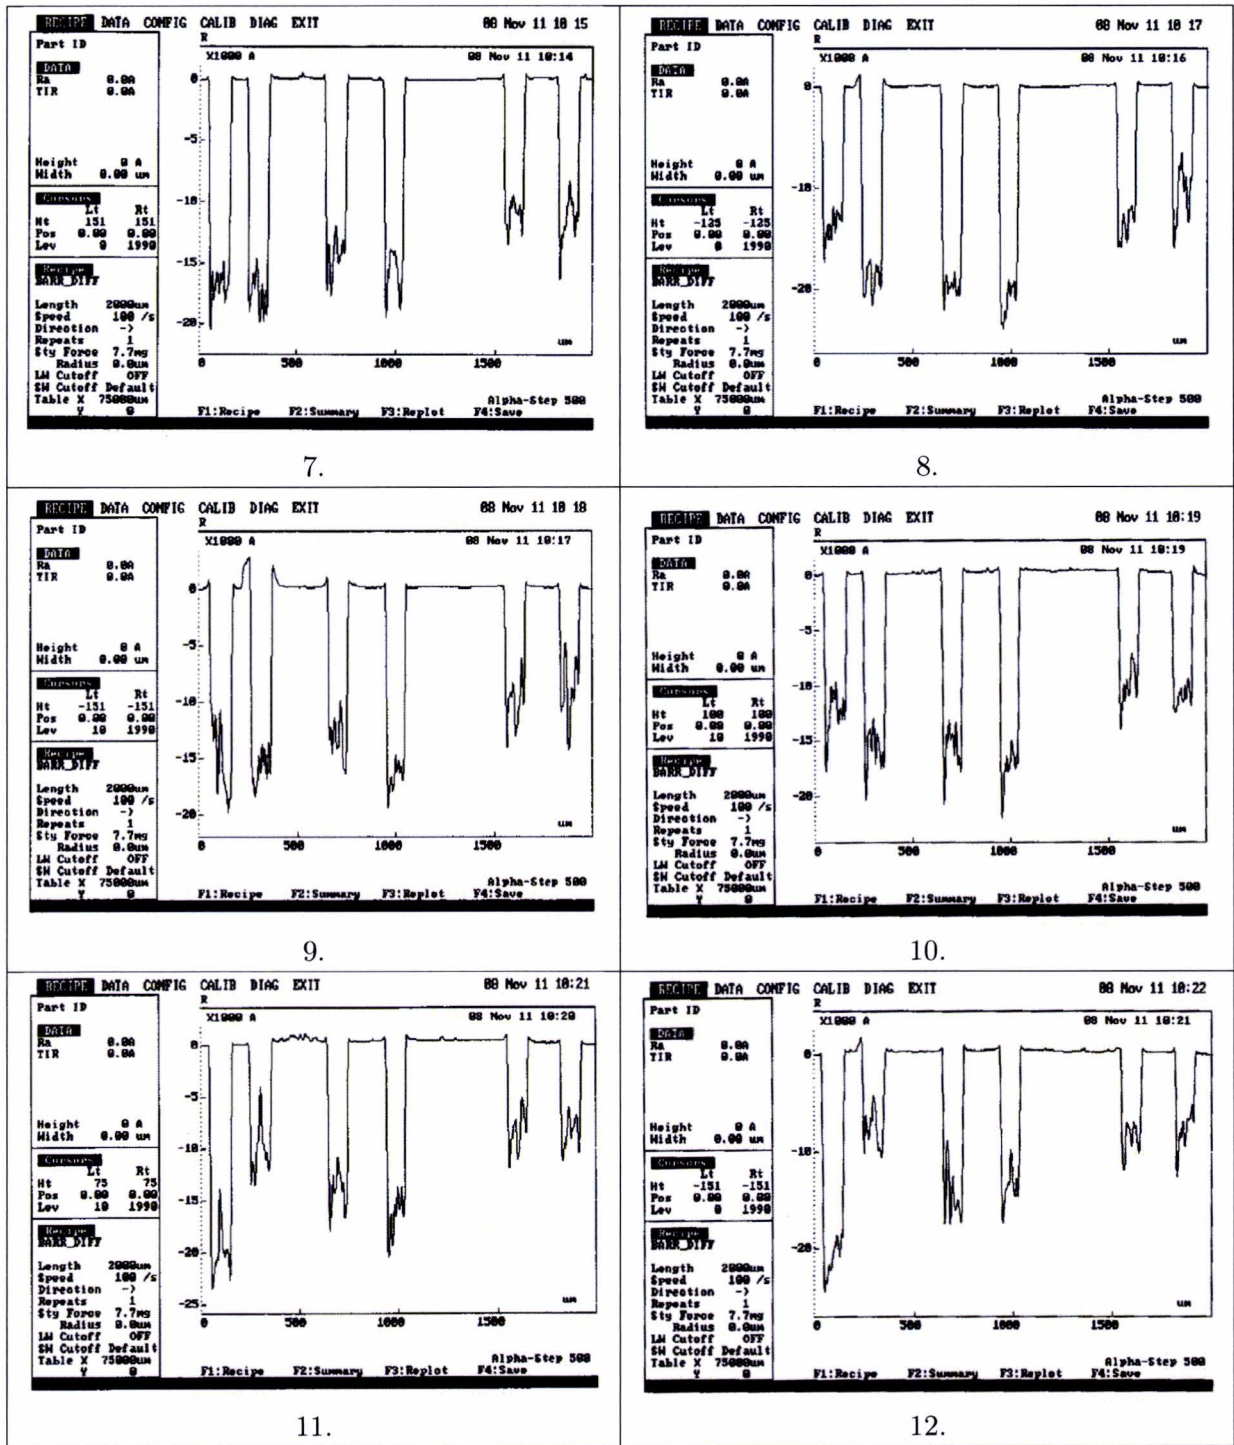 RECIPE DATA CONFIG CALIB DIAG EXIT 08 Nov 11 10 15
R
Part ID
X1000 A 08 Nov 11 10:14
DATA
Ra 0.0A
TIR 0.0A
Height 0 A
Width 0.00 um
Cursors
Lt Rt
Ht 151 151
Pos 0.00 0.00
Lev 0 1990
Recipe
BARR_DIFF
Length 2000um
Speed 100 /s
Direction ->
Repeats 1
Sty Force 7.7mg
Radius 0.0um
LW Cutoff OFF
SW Cutoff Default
Table X 75000um
Y 0
0
-5
-10
-15
-20
um
0 500 1000 1500
Alpha-Step 500
F1:Recipe F2:Summary F3:Replot F4:Save
7.
RECIPE DATA CONFIG CALIB DIAG EXIT 08 Nov 11 10 17
R
Part ID
X1000 A 08 Nov 11 10:16
DATA
Ra 0.0A
TIR 0.0A
Height 0 A
Width 0.00 um
Cursors
Lt Rt
Ht -125 -125
Pos 0.00 0.00
Lev 0 1990
Recipe
BARR_DIFF
Length 2000um
Speed 100 /s
Direction ->
Repeats 1
Sty Force 7.7mg
Radius 0.0um
LW Cutoff OFF
SW Cutoff Default
Table X 75000um
Y 0
0
-10
-20
um
0 500 1000 1500
Alpha-Step 500
F1:Recipe F2:Summary F3:Replot F4:Save
8.
RECIPE DATA CONFIG CALIB DIAG EXIT 08 Nov 11 10 18
R
Part ID
X1000 A 08 Nov 11 10:17
DATA
Ra 0.0A
TIR 0.0A
Height 0 A
Width 0.00 um
Cursors
Lt Rt
Ht -151 -151
Pos 0.00 0.00
Lev 10 1990
Recipe
BARR_DIFF
Length 2000um
Speed 100 /s
Direction ->
Repeats 1
Sty Force 7.7mg
Radius 0.0um
LW Cutoff OFF
SW Cutoff Default
Table X 75000um
Y 0
0
-5
-10
-15
-20
um
0 500 1000 1500
Alpha-Step 500
F1:Recipe F2:Summary F3:Replot F4:Save
9.
RECIPE DATA CONFIG CALIB DIAG EXIT 08 Nov 11 10:19
R
Part ID
X1000 A 08 Nov 11 10:19
DATA
Ra 0.0A
TIR 0.0A
Height 0 A
Width 0.00 um
Cursors
Lt Rt
Ht 100 100
Pos 0.00 0.00
Lev 10 1990
Recipe
BARR_DIFF
Length 2000um
Speed 100 /s
Direction ->
Repeats 1
Sty Force 7.7mg
Radius 0.0um
LW Cutoff OFF
SW Cutoff Default
Table X 75000um
Y 0
0
-5
-10
-15
-20
um
0 500 1000 1500
Alpha-Step 500
F1:Recipe F2:Summary F3:Replot F4:Save
10.
RECIPE DATA CONFIG CALIB DIAG EXIT 08 Nov 11 10:21
R
Part ID
X1000 A 08 Nov 11 10:20
DATA
Ra 0.0A
TIR 0.0A
Height 0 A
Width 0.00 um
Cursors
Lt Rt
Ht 75 75
Pos 0.00 0.00
Lev 10 1990
Recipe
BARR_DIFF
Length 2000um
Speed 100 /s
Direction ->
Repeats 1
Sty Force 7.7mg
Radius 0.0um
LW Cutoff OFF
SW Cutoff Default
Table X 75000um
Y 0
0
-5
-10
-15
-20
-25
um
0 500 1000 1500
Alpha-Step 500
F1:Recipe F2:Summary F3:Replot F4:Save
11.
RECIPE DATA CONFIG CALIB DIAG EXIT 08 Nov 11 10:22
R
Part ID
X1000 A 08 Nov 11 10:21
DATA
Ra 0.0A
TIR 0.0A
Height 0 A
Width 0.00 um
Cursors
Lt Rt
Ht -151 -151
Pos 0.00 0.00
Lev 0 1990
Recipe
BARR_DIFF
Length 2000um
Speed 100 /s
Direction ->
Repeats 1
Sty Force 7.7mg
Radius 0.0um
LW Cutoff OFF
SW Cutoff Default
Table X 75000um
Y 0
0
-10
-20
um
0 500 1000 1500
Alpha-Step 500
F1:Recipe F2:Summary F3:Replot F4:Save
12.